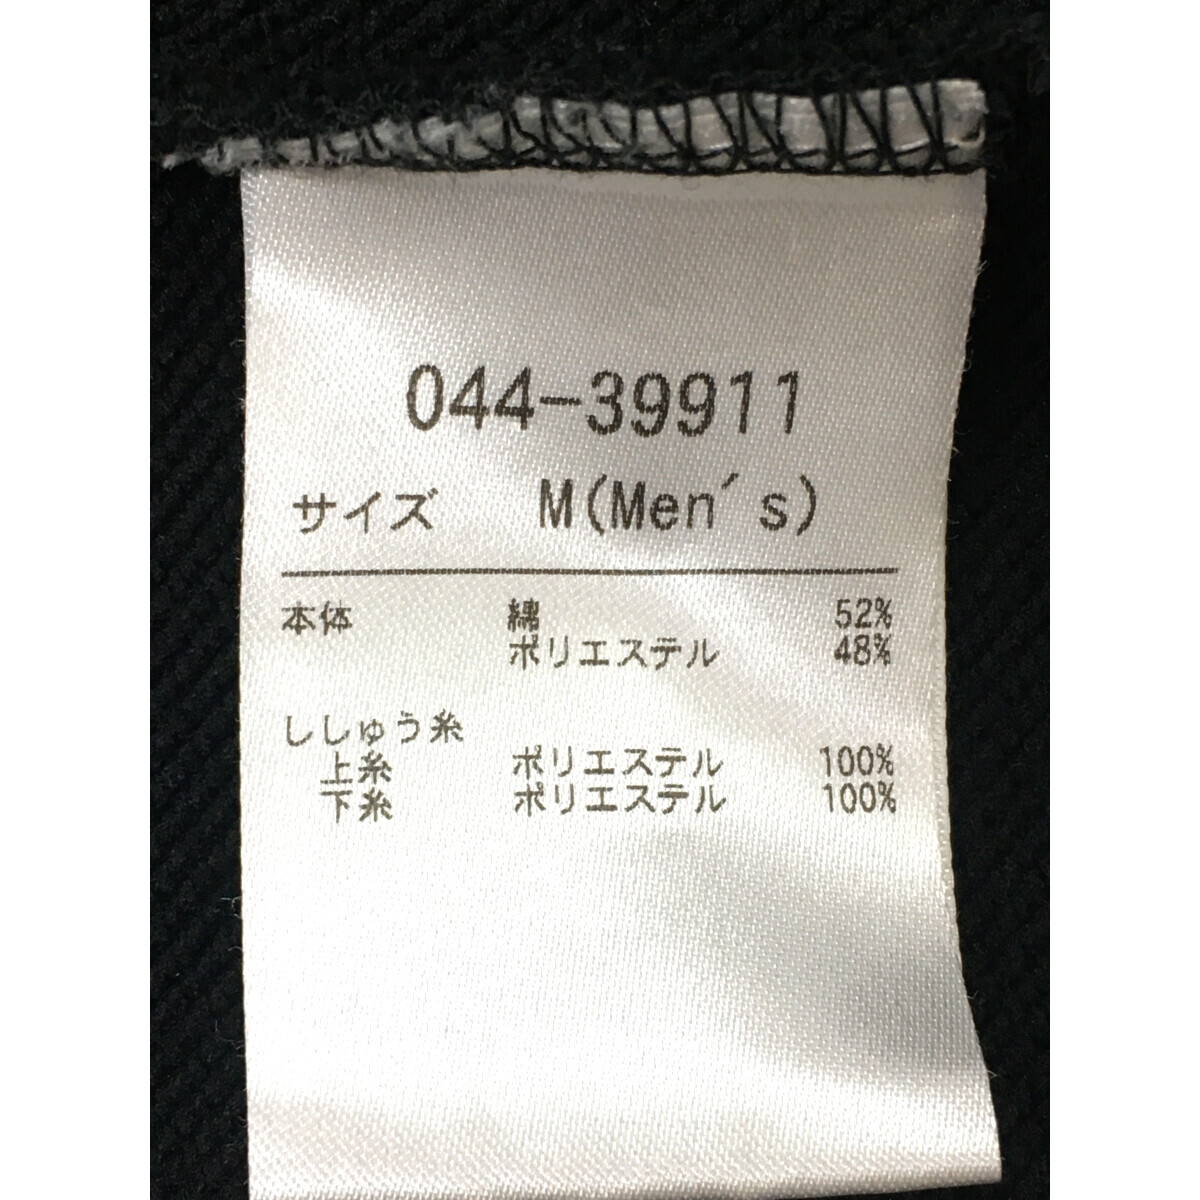 044-39911
サイズ M(Men's)
本体 綿 52%
ポリエステル 48%
ししゅう糸
上糸 ポリエステル 100%
下糸 ポリエステル 100%